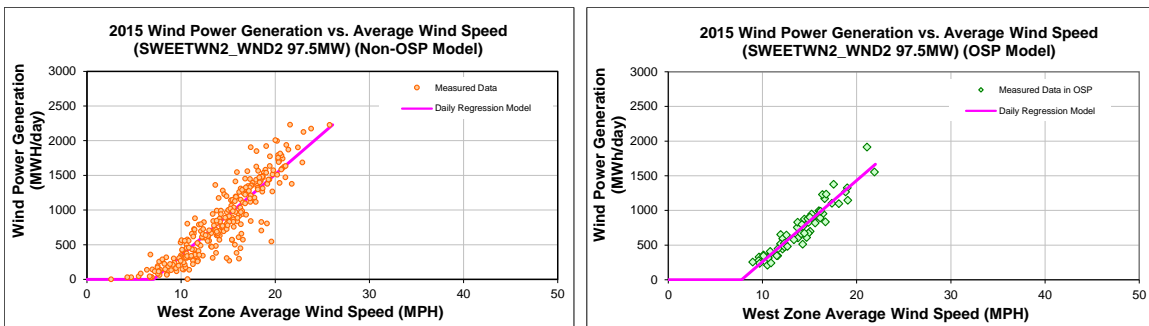 2015 Wind Power Generation vs. Average Wind Speed
(SWEETWN2_WND2 97.5MW) (Non-OSP Model)
Wind Power Generation
(MWH/day)
3000
2500
2000
1500
1000
500
0
Measured Data
Daily Regression Model
0 10 20 30 40 50
West Zone Average Wind Speed (MPH)
2015 Wind Power Generation vs. Average Wind Speed
(SWEETWN2_WND2 97.5MW) (OSP Model)
Wind Power Generation
(MWh/day)
3000
2500
2000
1500
1000
500
0
Measured Data in OSP
Daily Regression Model
0 10 20 30 40 50
West Zone Average Wind Speed (MPH)